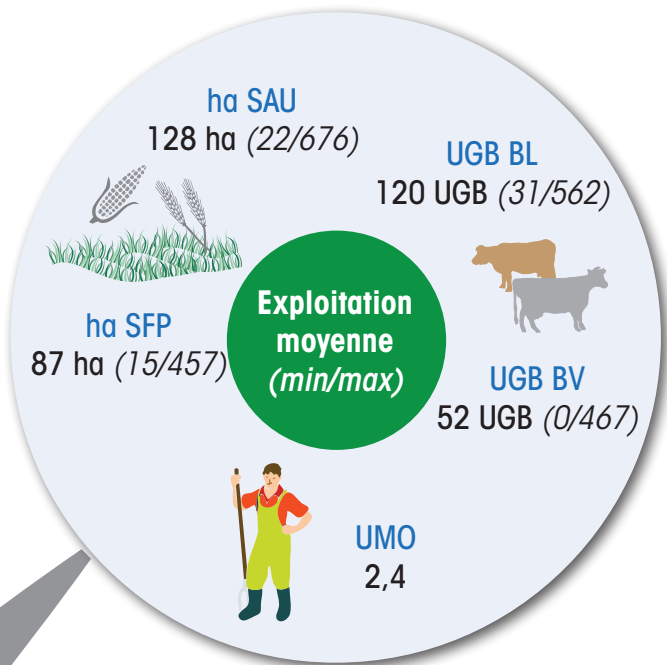 ha SAU
128 ha (22/676)
UGB BL
120 UGB (31/562)
Exploitation
moyenne
(min/max)
ha SFP
87 ha (15/457)
UGB BV
52 UGB (0/467)
UMO
2,4